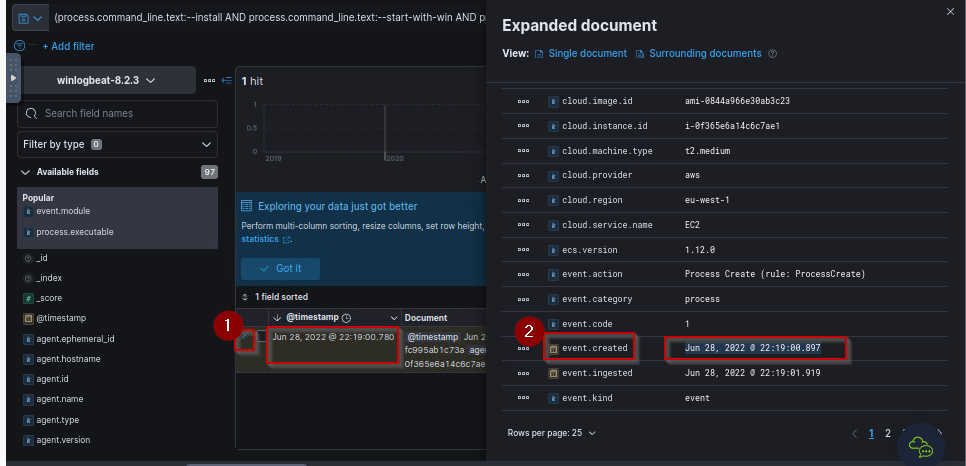 (process.command_line.text:--install AND process.command_line.text:--start-with-win AND p
+ Add filter
winlogbeat-8.2.3
Search field names
Filter by type 0
Available fields 97
Popular
event.module
process.executable
_id
_index
_score
@timestamp
agent.ephemeral_id
agent.hostname
agent.id
agent.name
agent.type
agent.version
1 hit
1
0.5
0
2019
2020
A
Exploring your data just got better
Perform multi-column sorting, resize columns, set row height,
statistics
Got it
1 field sorted
@timestamp Document
1
Jun 28, 2022 @ 22:19:00.780
@timestamp Jun 2
fc995ab1c73a age
0f365e6a14c6c7ae
Expanded document
View: Single document Surrounding documents
cloud.image.id ami-0844a966e30ab3c23
cloud.instance.id i-0f365e6a14c6c7ae1
cloud.machine.type t2.medium
cloud.provider aws
cloud.region eu-west-1
cloud.service.name EC2
ecs.version 1.12.0
event.action Process Create (rule: ProcessCreate)
event.category process
event.code 1
2
event.created Jun 28, 2022 @ 22:19:00.897
event.ingested Jun 28, 2022 @ 22:19:01.919
event.kind event
Rows per page: 25
1 2